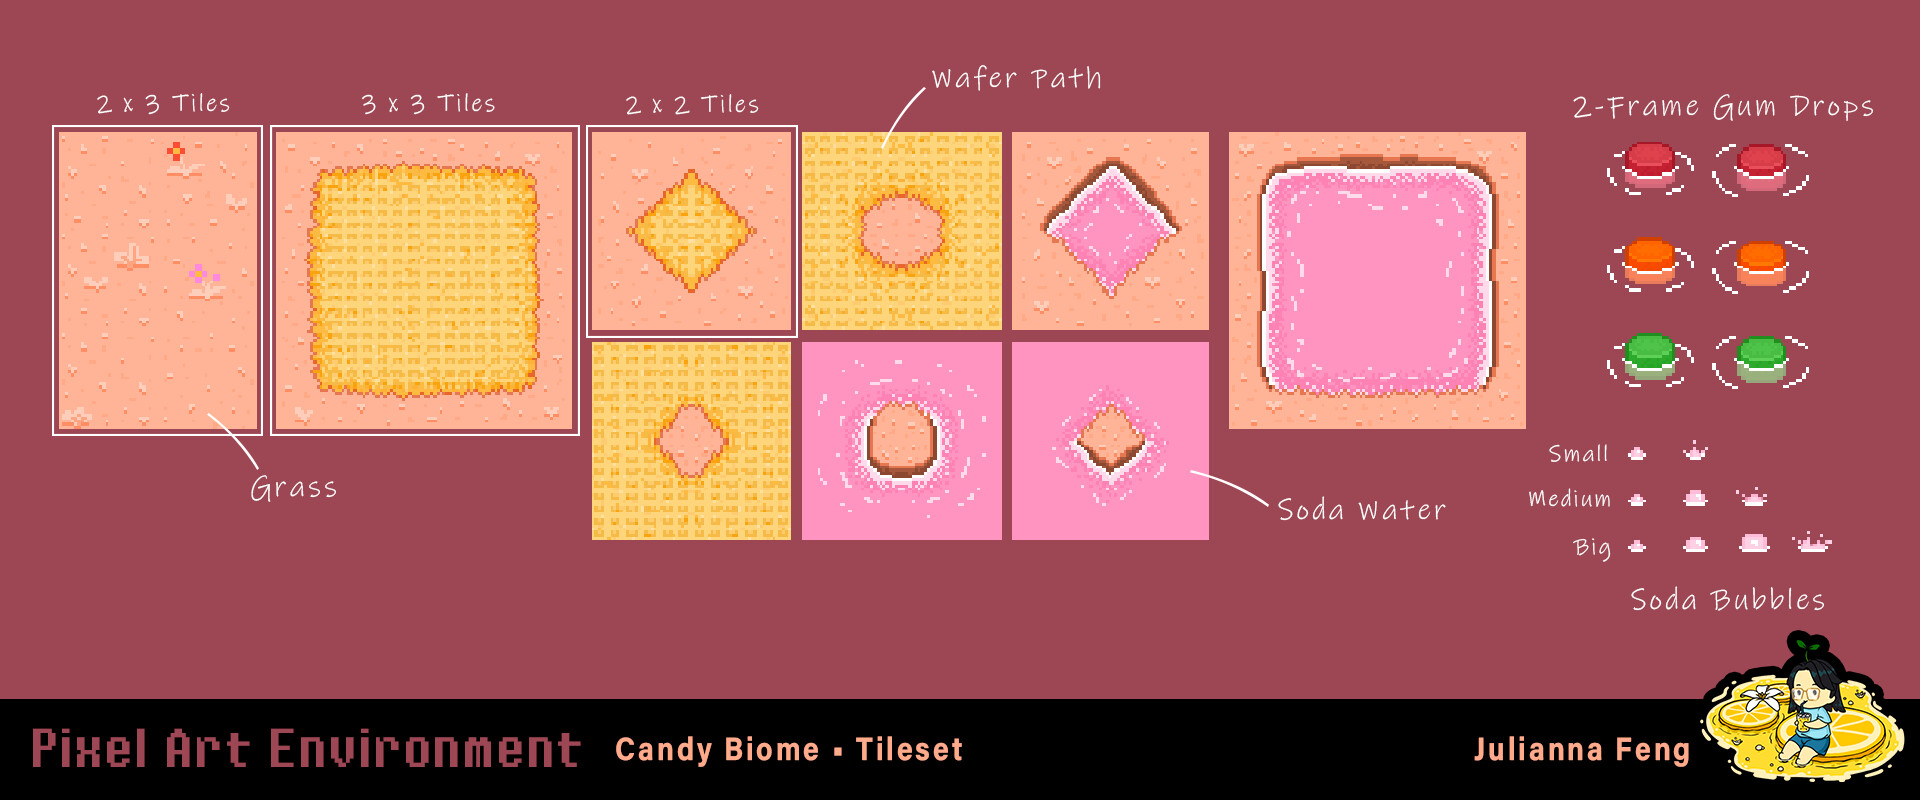 Wafer Path
2 x 3 Tiles
3 x 3 Tiles
2 x 2 Tiles
2-Frame Gum Drops
Grass
Soda Water
Small
Medium
Big
Soda Bubbles
Pixel Art Environment
Candy Biome ▪ Tileset
Julianna Feng